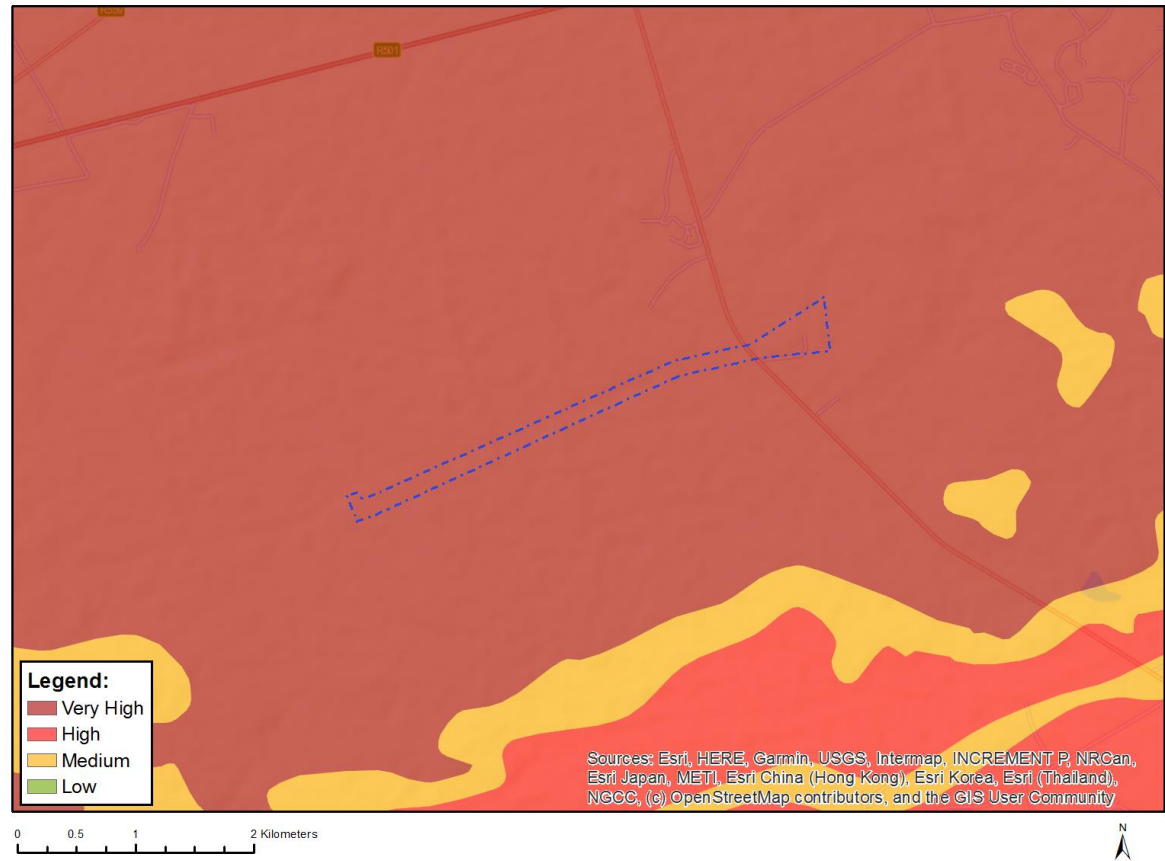 R501
Legend:
Very High
High
Medium
Low
Sources: Esri, HERE, Garmin, USGS, Intermap, INCREMENT P, NRCan,
Esri Japan, METI, Esri China (Hong Kong), Esri Korea, Esri (Thailand),
NGCC, (c) OpenStreetMap contributors, and the GIS User Community
0 0.5 1 2 Kilometers
N